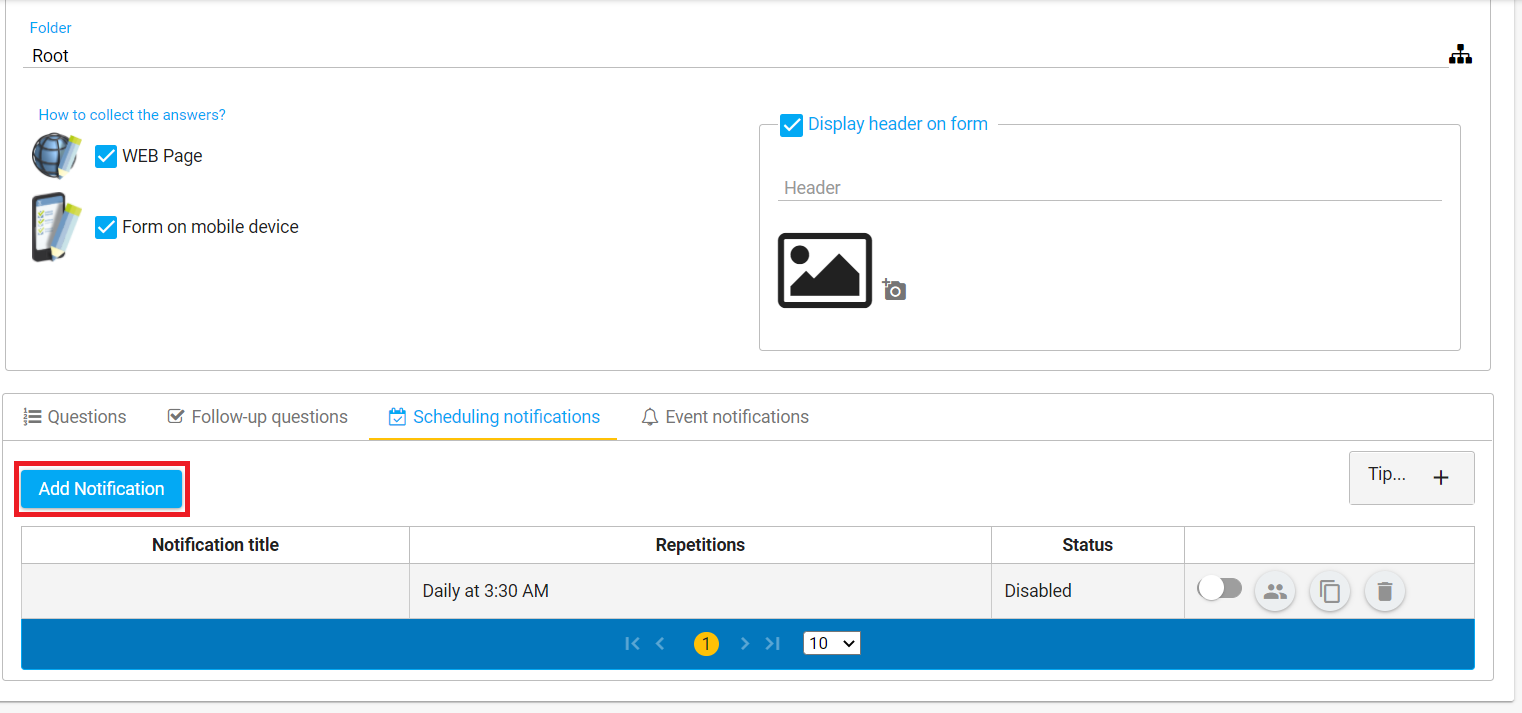 Folder
Root
How to collect the answers?
WEB Page
Form on mobile device
Display header on form
Header
Questions
Follow-up questions
Scheduling notifications
Event notifications
Add Notification
Tip...
Notification title
Repetitions
Status
Daily at 3:30 AM
Disabled
1
10